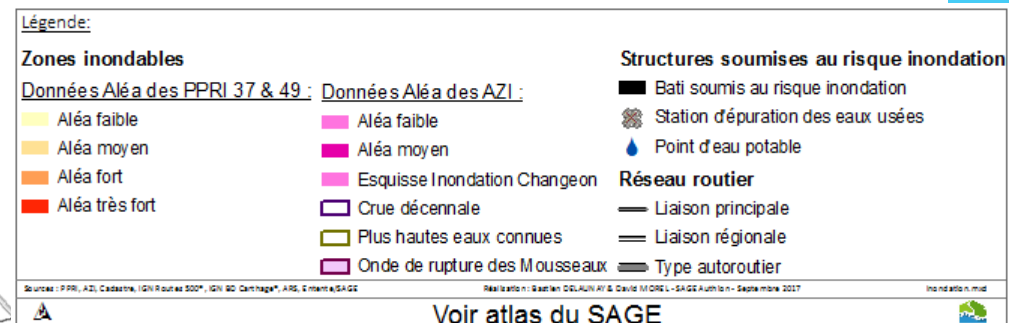 Légende:
Zones inondables
Données Aléa des PPRI 37 & 49 :
Aléa faible
Aléa moyen
Aléa fort
Aléa très fort
Données Aléa des AZI :
Aléa faible
Aléa moyen
Esquisse Inondation Changeon
Crue décennale
Plus hautes eaux connues
Onde de rupture des Mousseaux
Structures soumises au risque inondation
Bati soumis au risque inondation
Station d'épuration des eaux usées
Point d'eau potable
Réseau routier
Liaison principale
Liaison régionale
Type autoroutier
Sources : PPRI, AZI, Cadastre, IGN Routes 500®, IGN BD Carthage®, ARS, Entente/SAGE
Réalisation : Bastien DELAUNAY & David MOREL - SAGE Authion - Septembre 2017
Inondation.mxd
Voir atlas du SAGE